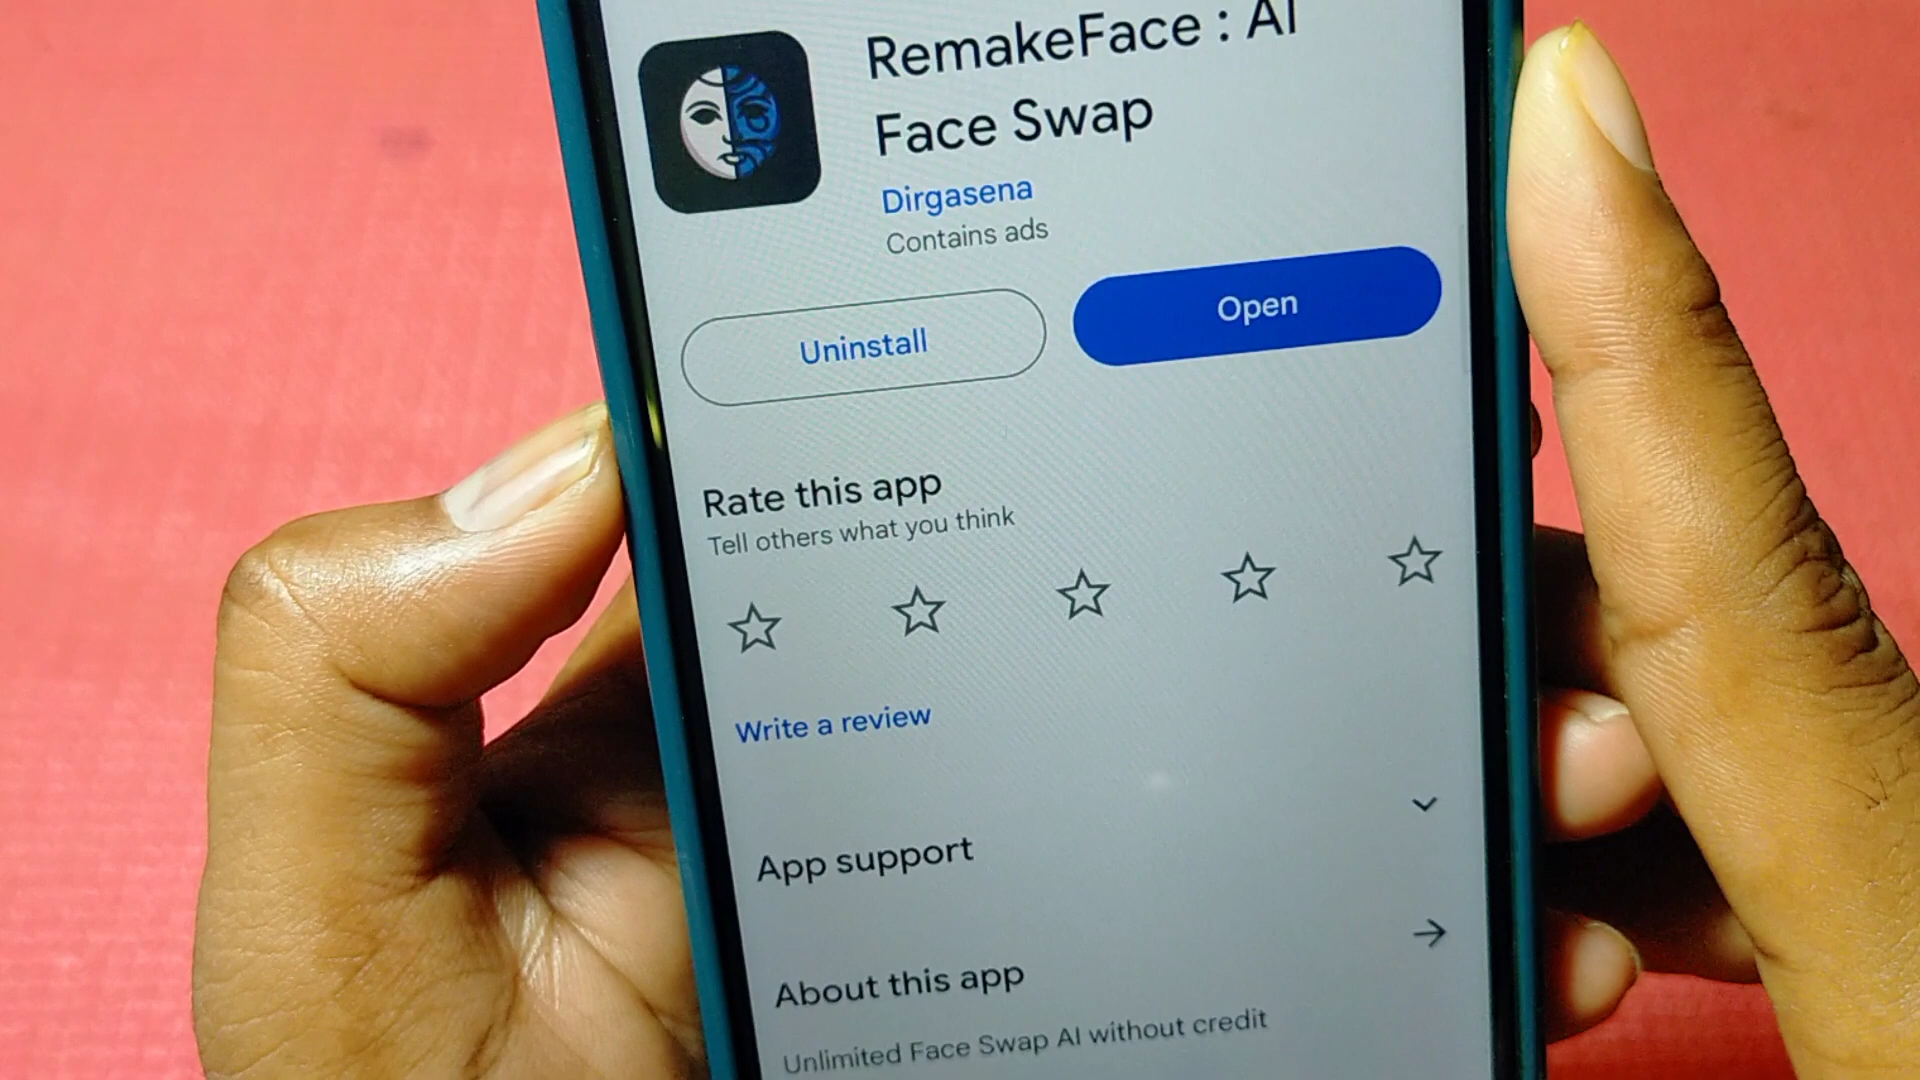 RemakeFace : AI
Face Swap
Dirgasena
Contains ads
Uninstall
Open
Rate this app
Tell others what you think
Write a review
App support
About this app
Unlimited Face Swap AI without credit